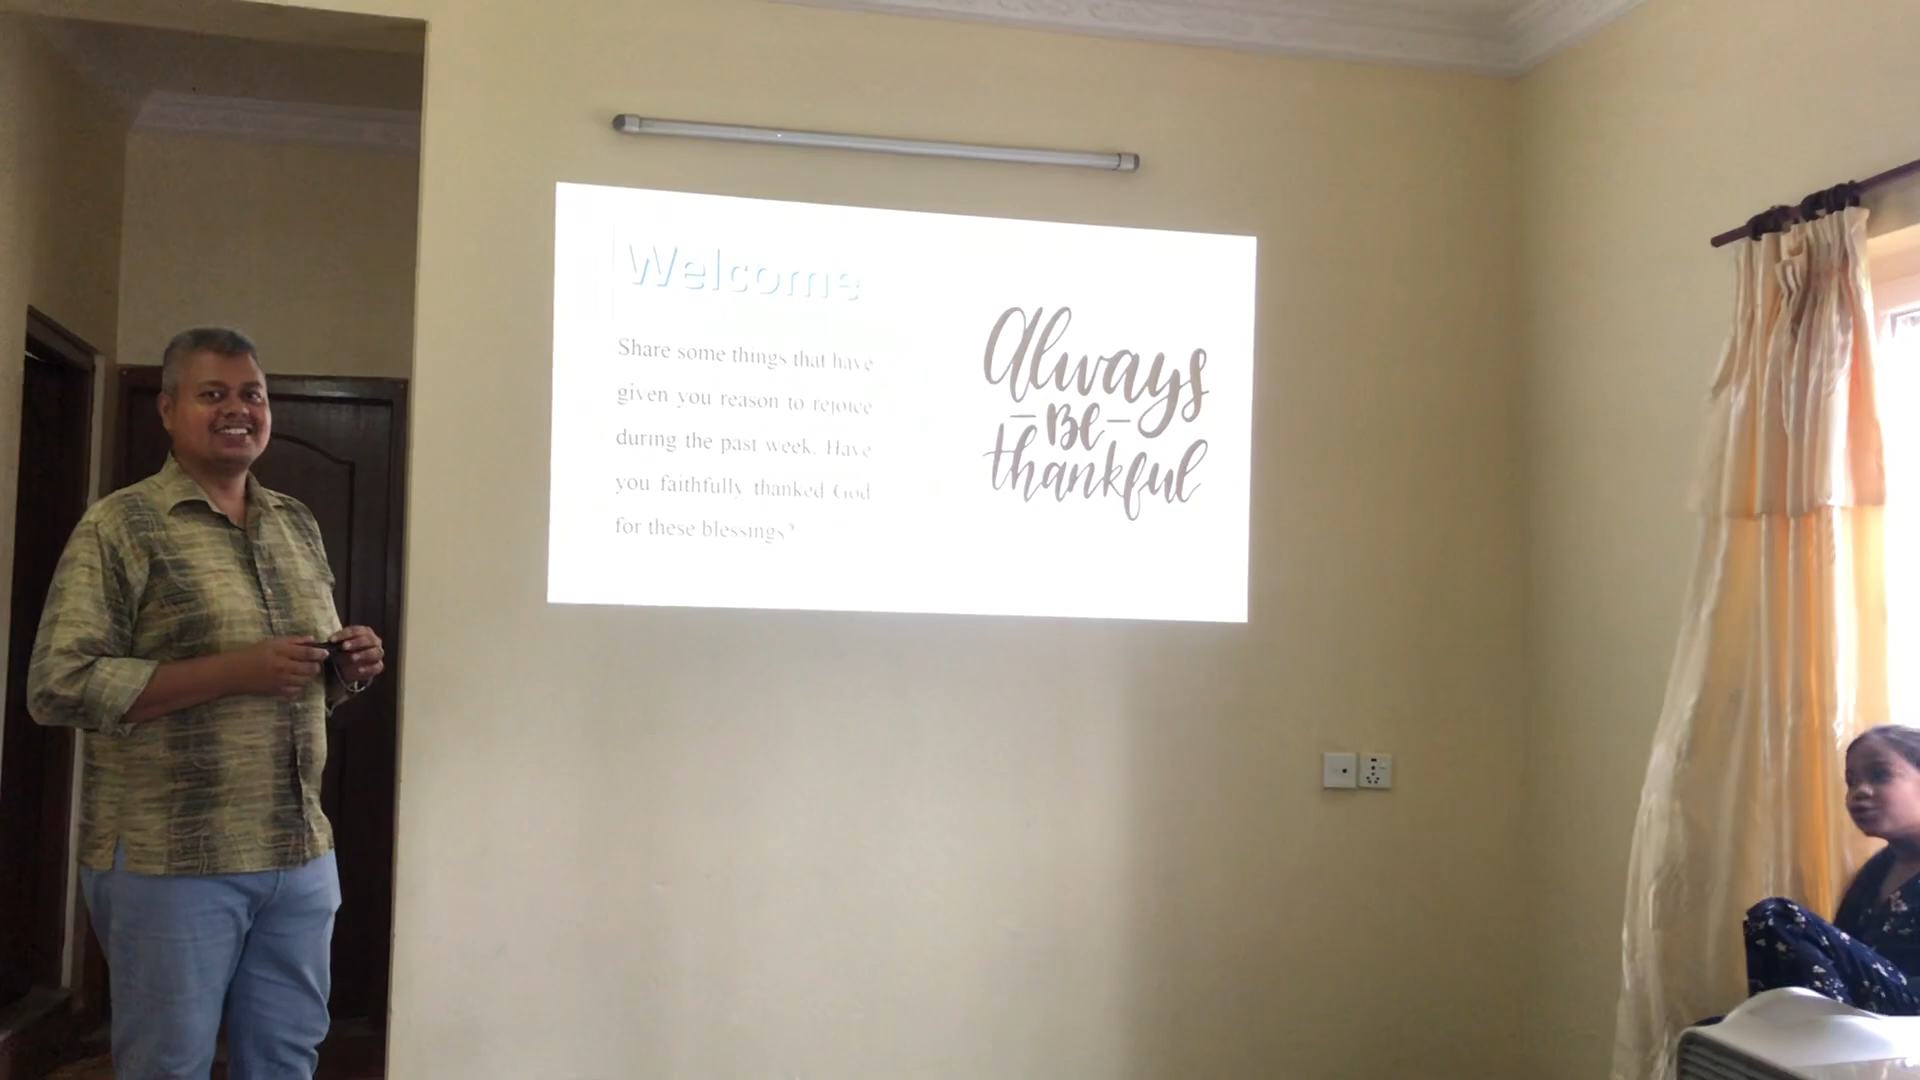 Welcome
Share some things that have
given you reason to rejoice
during the past week. Have
you faithfully thanked God
for these blessings?
Always
-Be-
thankful